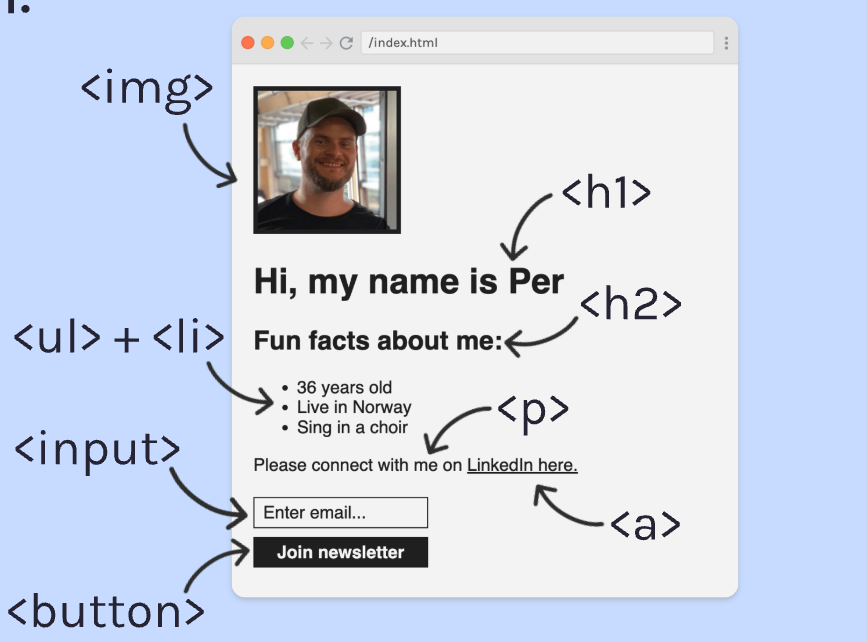 /index.html
<img>
<h1>
Hi, my name is Per
<h2>
Fun facts about me:
<ul> + <li>
• 36 years old
• Live in Norway
• Sing in a choir
<p>
Please connect with me on LinkedIn here.
<input>
Enter email...
<a>
Join newsletter
<button>